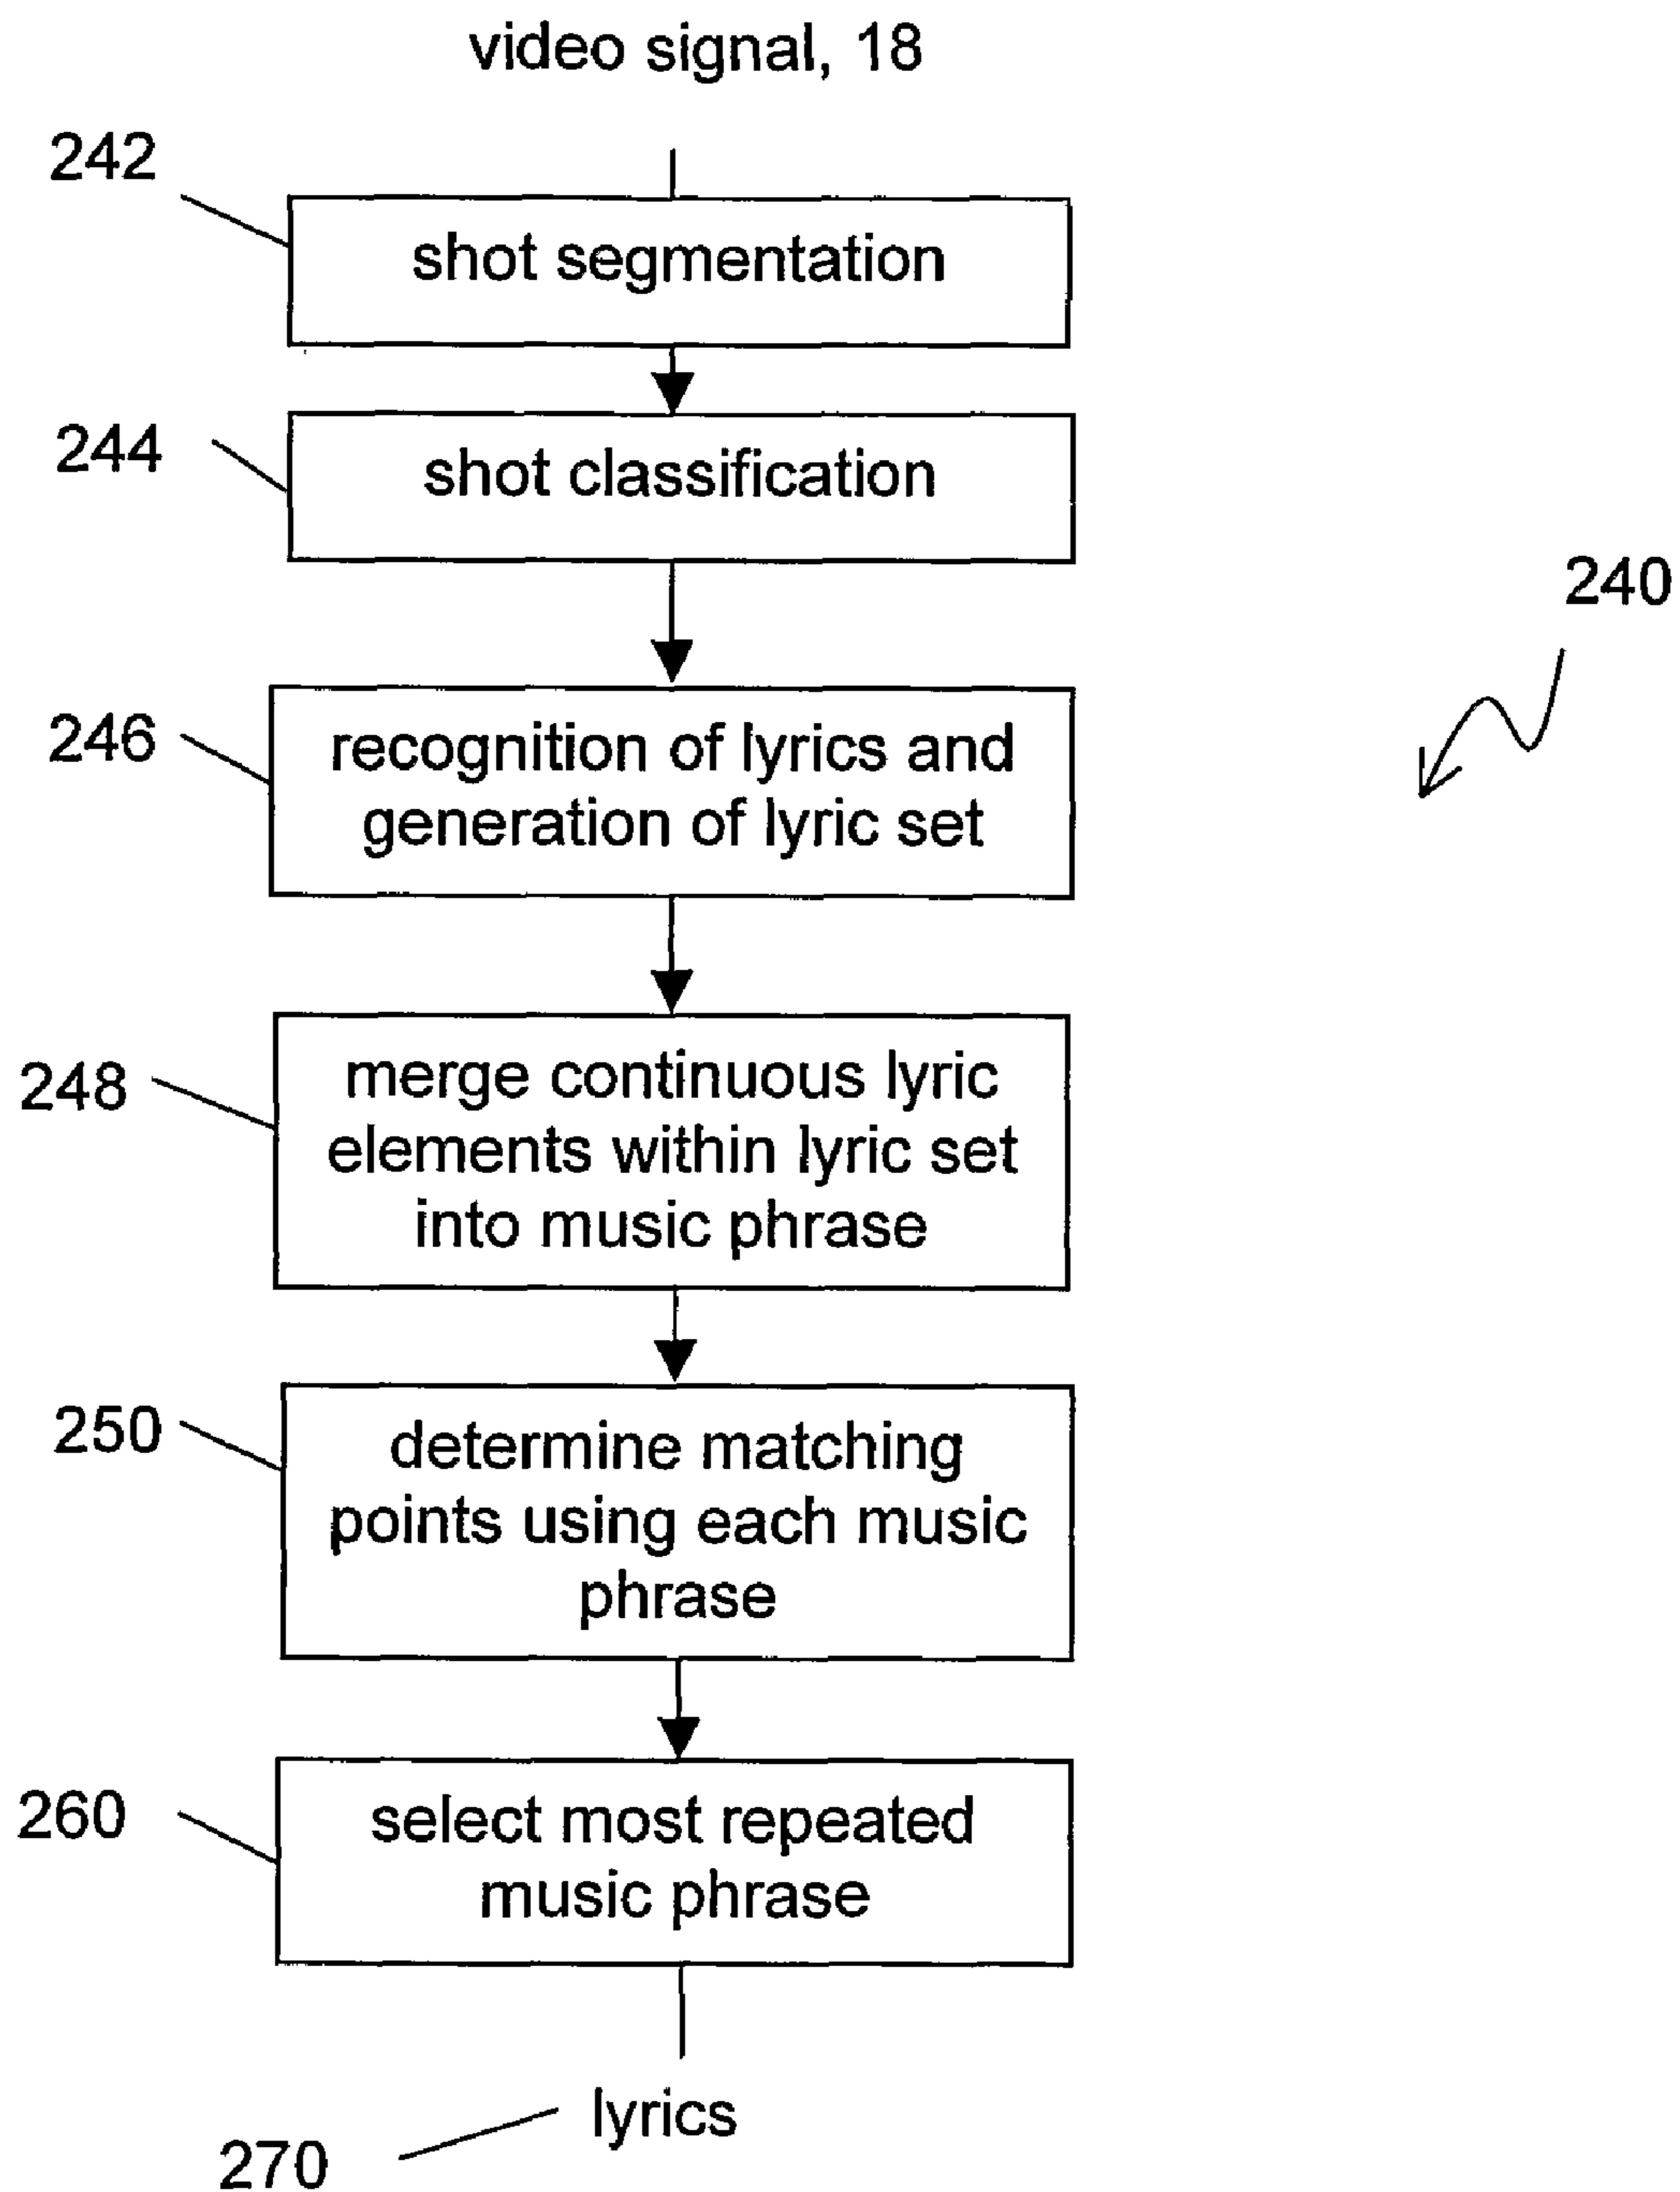 video signal, 18
242
shot segmentation
244
shot classification
240
246
recognition of lyrics and
generation of lyric set
248
merge continuous lyric
elements within lyric set
into music phrase
250
determine matching
points using each music
phrase
260
select most repeated
music phrase
lyrics
270